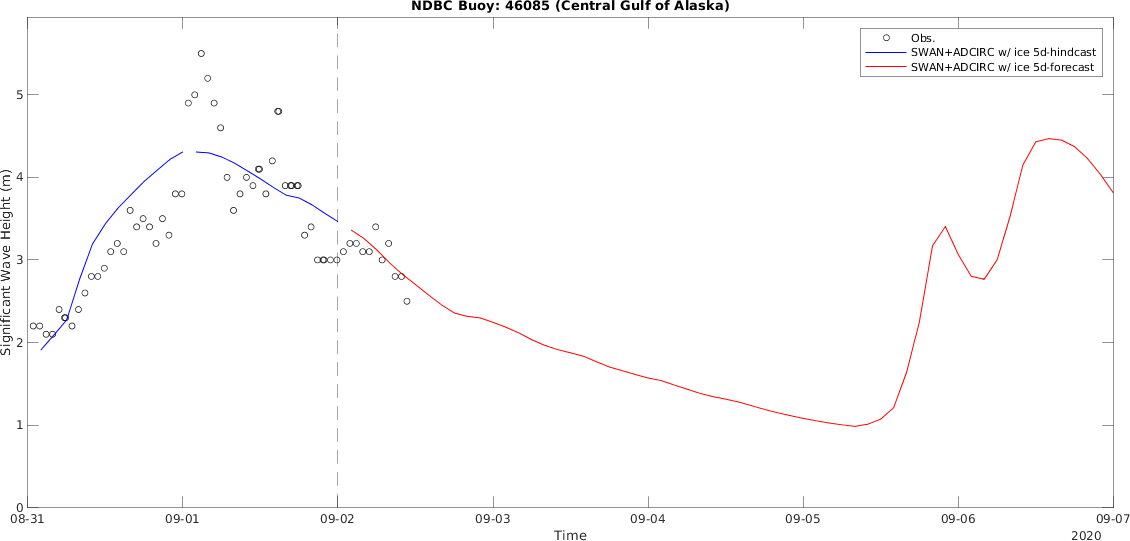 NDBC Buoy: 46085 (Central Gulf of Alaska)
Obs.
SWAN+ADCIRC w/ ice 5d-hindcast
SWAN+ADCIRC w/ ice 5d-forecast
Significant Wave Height (m)
5
4
3
2
1
0
08-31 09-01 09-02 09-03 09-04 09-05 09-06 09-07
Time
2020